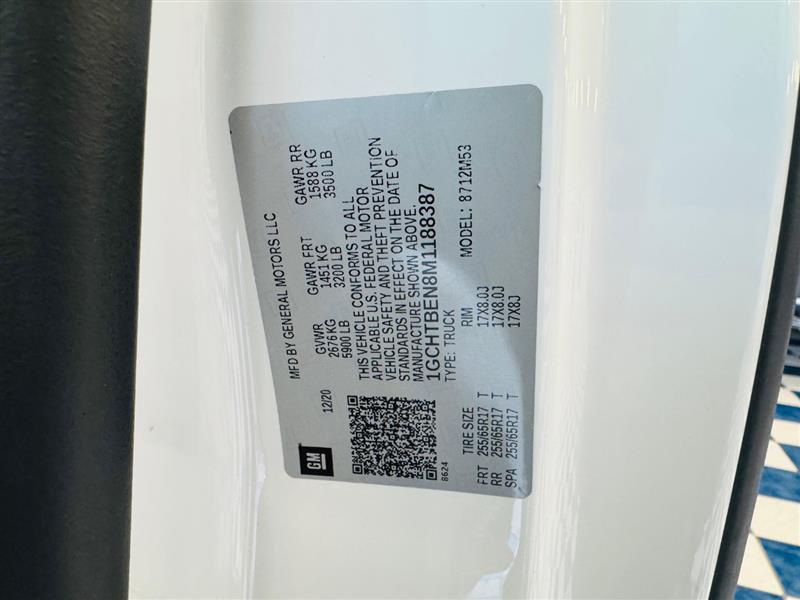 GM
MFD BY GENERAL MOTORS LLC
12/20
GVWR GAWR FRT GAWR RR
2676 KG 1451 KG 1588 KG
5900 LB 3200 LB 3500 LB
THIS VEHICLE CONFORMS TO ALL
APPLICABLE U.S. FEDERAL MOTOR
VEHICLE SAFETY AND THEFT PREVENTION
STANDARDS IN EFFECT ON THE DATE OF
MANUFACTURE SHOWN ABOVE.
1GCHTBEN8M1188387
8624
TYPE: TRUCK MODEL: 8712M53
TIRE SIZE RIM
FRT 255/65R17 T 17X8.0J
RR 255/65R17 T 17X8.0J
SPA 255/65R17 T 17X8J